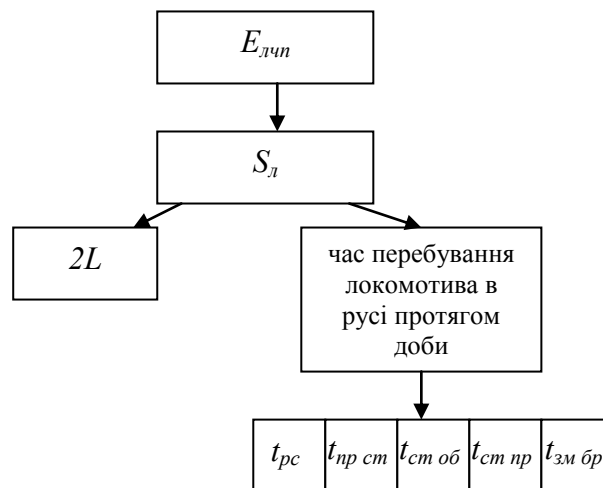 Eлчп
Sл
2L
час перебування
локомотива в
русі протягом
доби
tрс tпр ст tст об tст пр tзм бр